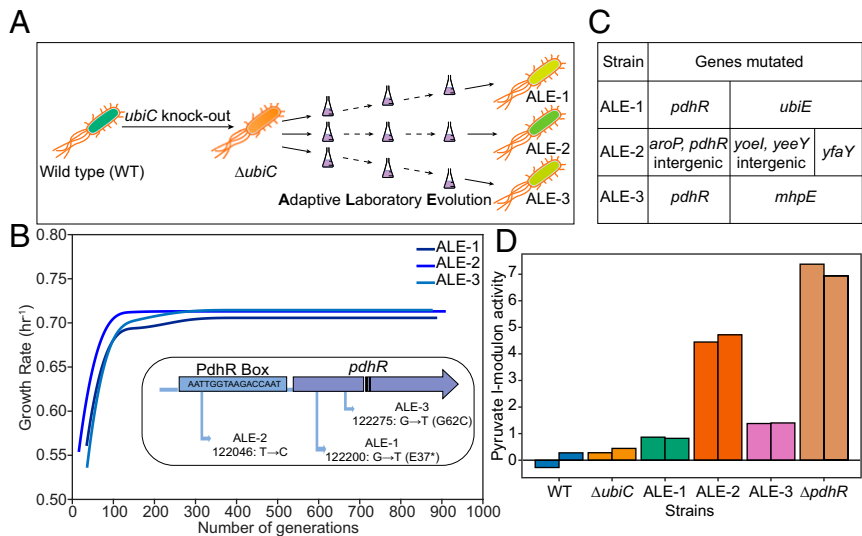 A
ubiC knock-out
Wild type (WT)
ΔubiC
ALE-1
ALE-2
ALE-3
Adaptive Laboratory Evolution
C
Strain Genes mutated
ALE-1 pdhR ubiE
ALE-2 aroP, pdhR intergenic yoeI, yeeY intergenic yfaY
ALE-3 pdhR mhpE
B
Growth Rate (hr-1)
0.80
0.75
0.70
0.65
0.60
0.55
0.50
ALE-1
ALE-2
ALE-3
PdhR Box
pdhR
AATTGGTAAGACCAAT
ALE-3
122275: G→T (G62C)
ALE-2
122046: T→C
ALE-1
122200: G→T (E37*)
0 100 200 300 400 500 600 700 800 900 1000
Number of generations
D
Pyruvate I-modulon activity
7
6
5
4
3
2
1
0
WT ΔubiC ALE-1 ALE-2 ALE-3 ΔpdhR
Strains